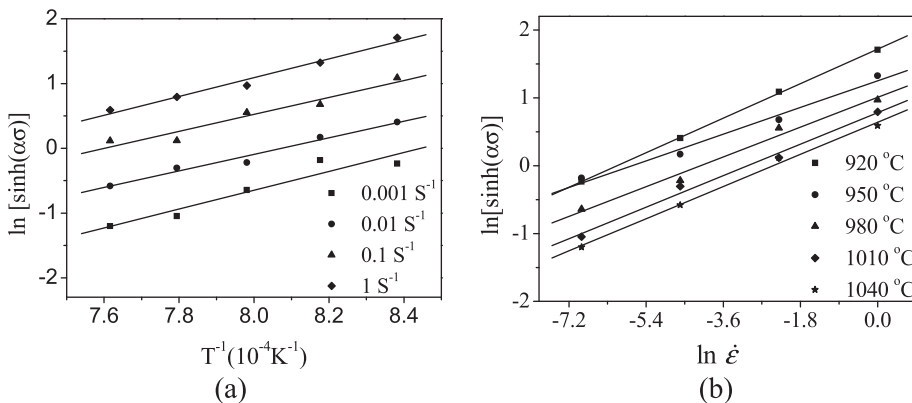 ln [sinh(ασ)]
2
1
0
-1
-2
0.001 S⁻¹
0.01 S⁻¹
0.1 S⁻¹
1 S⁻¹
7.6 7.8 8.0 8.2 8.4
T⁻¹(10⁻⁴K⁻¹)
(a)
ln[sinh(ασ)]
2
1
0
-1
-2
920 °C
950 °C
980 °C
1010 °C
1040 °C
-7.2 -5.4 -3.6 -1.8 0.0
ln ε̇
(b)